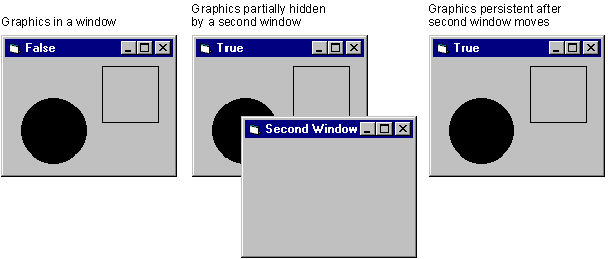 Graphics in a window
Graphics partially hidden
by a second window
Graphics persistent after
second window moves
False
True
Second Window
True